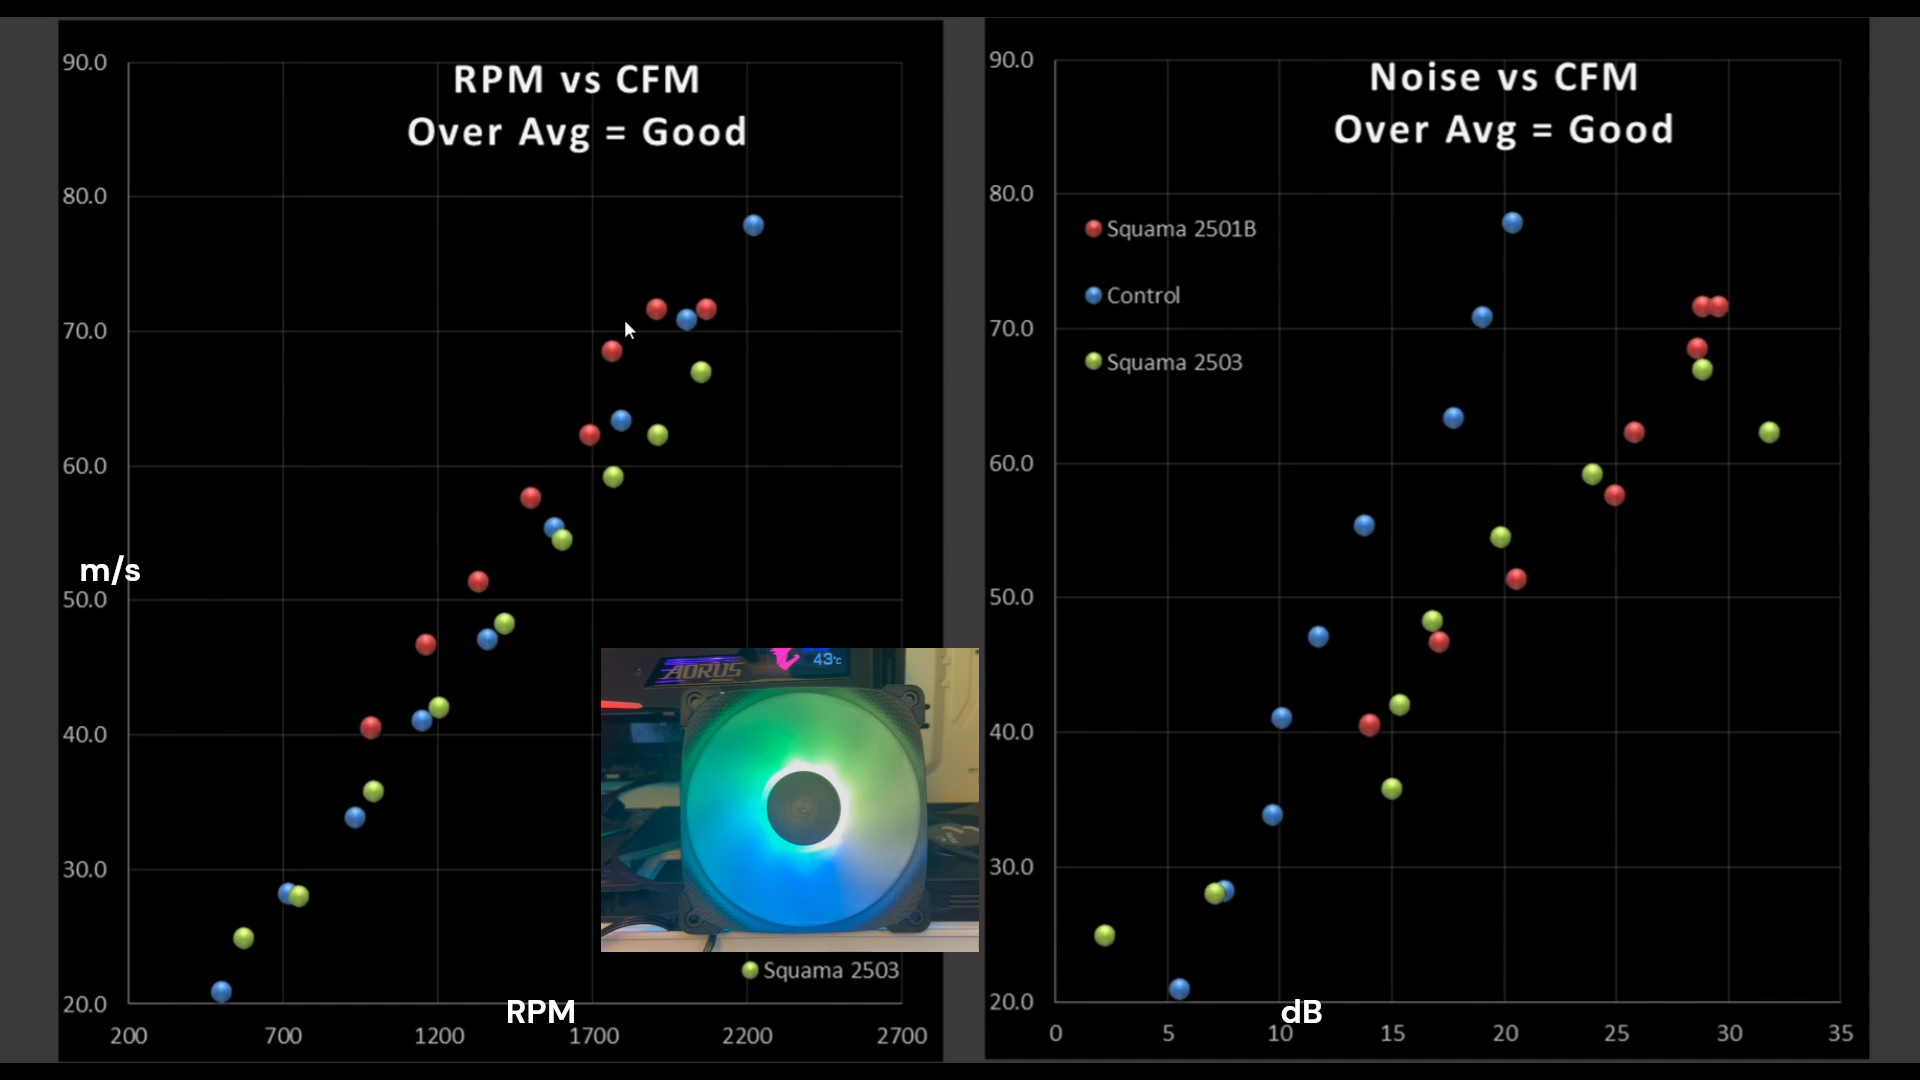 RPM vs CFM
Over Avg = Good
90.0
80.0
70.0
60.0
m/s
50.0
40.0
30.0
20.0
200
700
1200
1700
2200
2700
RPM
Squama 2503
AORUS
43°c
Noise vs CFM
Over Avg = Good
90.0
80.0
70.0
60.0
50.0
40.0
30.0
20.0
Squama 2501B
Control
Squama 2503
0
5
10
15
20
25
30
35
dB